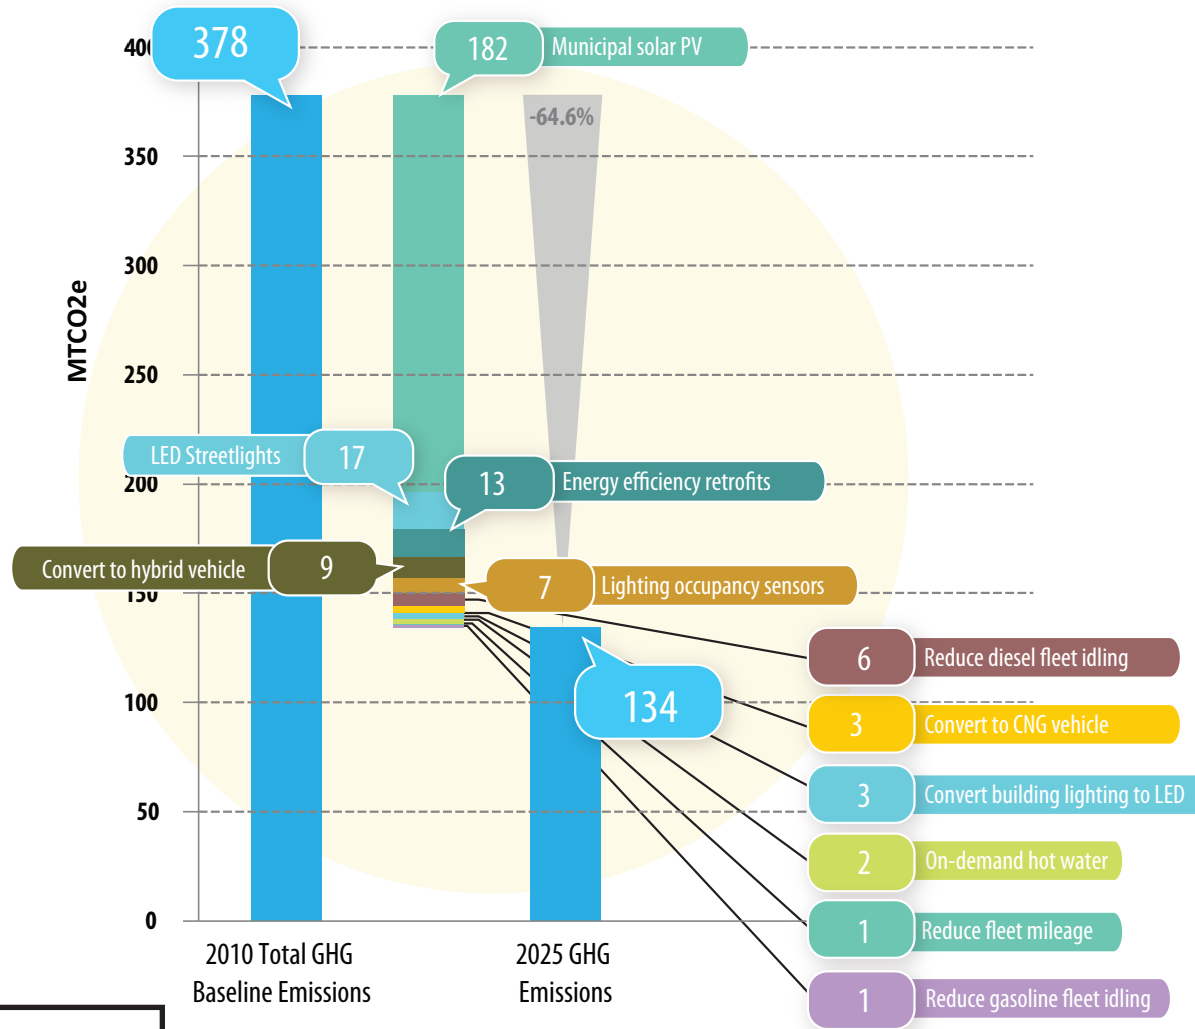 378
182 Municipal solar PV
400
-64.6%
350
300
MTCO2e
250
LED Streetlights 17
13 Energy efficiency retrofits
200
Convert to hybrid vehicle 9
7 Lighting occupancy sensors
150
6 Reduce diesel fleet idling
134
100
3 Convert to CNG vehicle
3 Convert building lighting to LED
50
2 On-demand hot water
0
1 Reduce fleet mileage
2010 Total GHG
Baseline Emissions
2025 GHG
Emissions
1 Reduce gasoline fleet idling